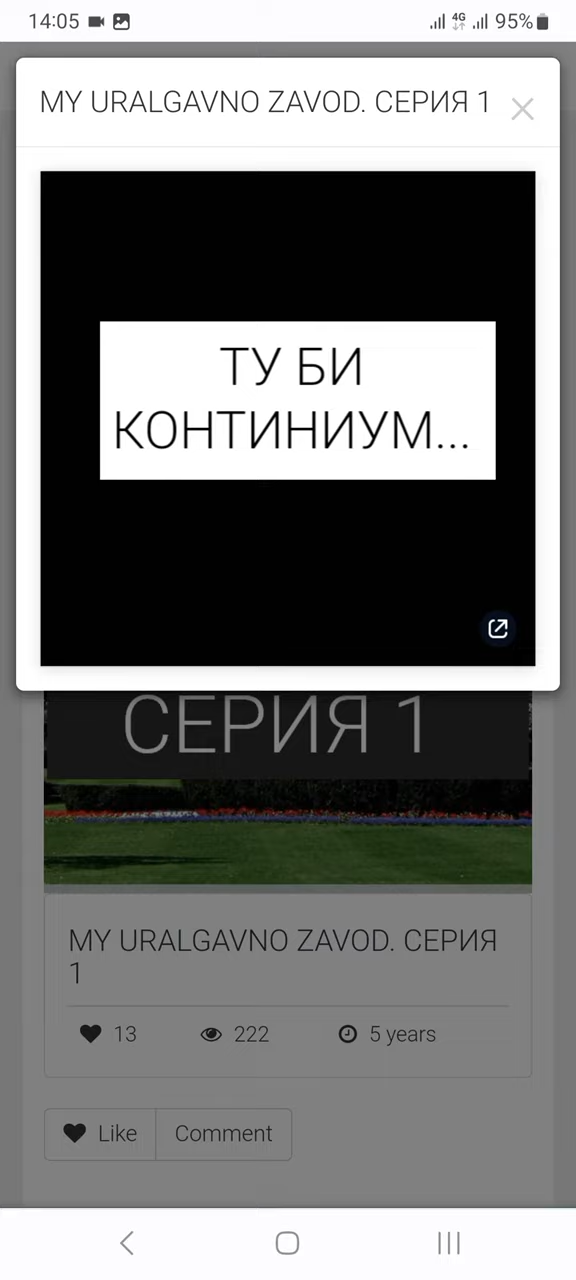 14:05 4G 95%
MY URALGAVNO ZAVOD. СЕРИЯ 1
ТУ БИ
КОНТИНИУМ...
СЕРИЯ 1
MY URALGAVNO ZAVOD. СЕРИЯ
1
13 222 5 years
Like Comment